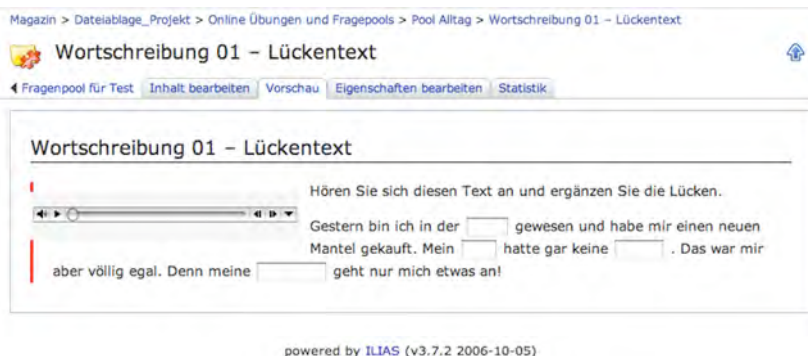 Magazin > Dateiablage_Projekt > Online Übungen und Fragepools > Pool Alltag > Wortschreibung 01 – Lückentext
Wortschreibung 01 – Lückentext
Fragenpool für Test Inhalt bearbeiten Vorschau Eigenschaften bearbeiten Statistik
Wortschreibung 01 – Lückentext
Hören Sie sich diesen Text an und ergänzen Sie die Lücken.
Gestern bin ich in der gewesen und habe mir einen neuen
Mantel gekauft. Mein hatte gar keine . Das war mir
aber völlig egal. Denn meine geht nur mich etwas an!
powered by ILIAS (v3.7.2 2006-10-05)